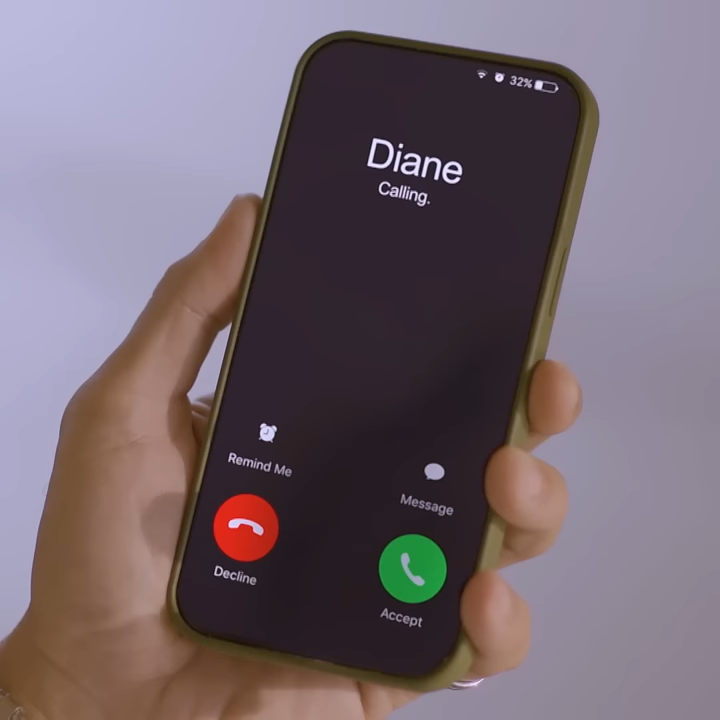 32%
Diane
Calling.
Remind Me
Message
Decline
Accept